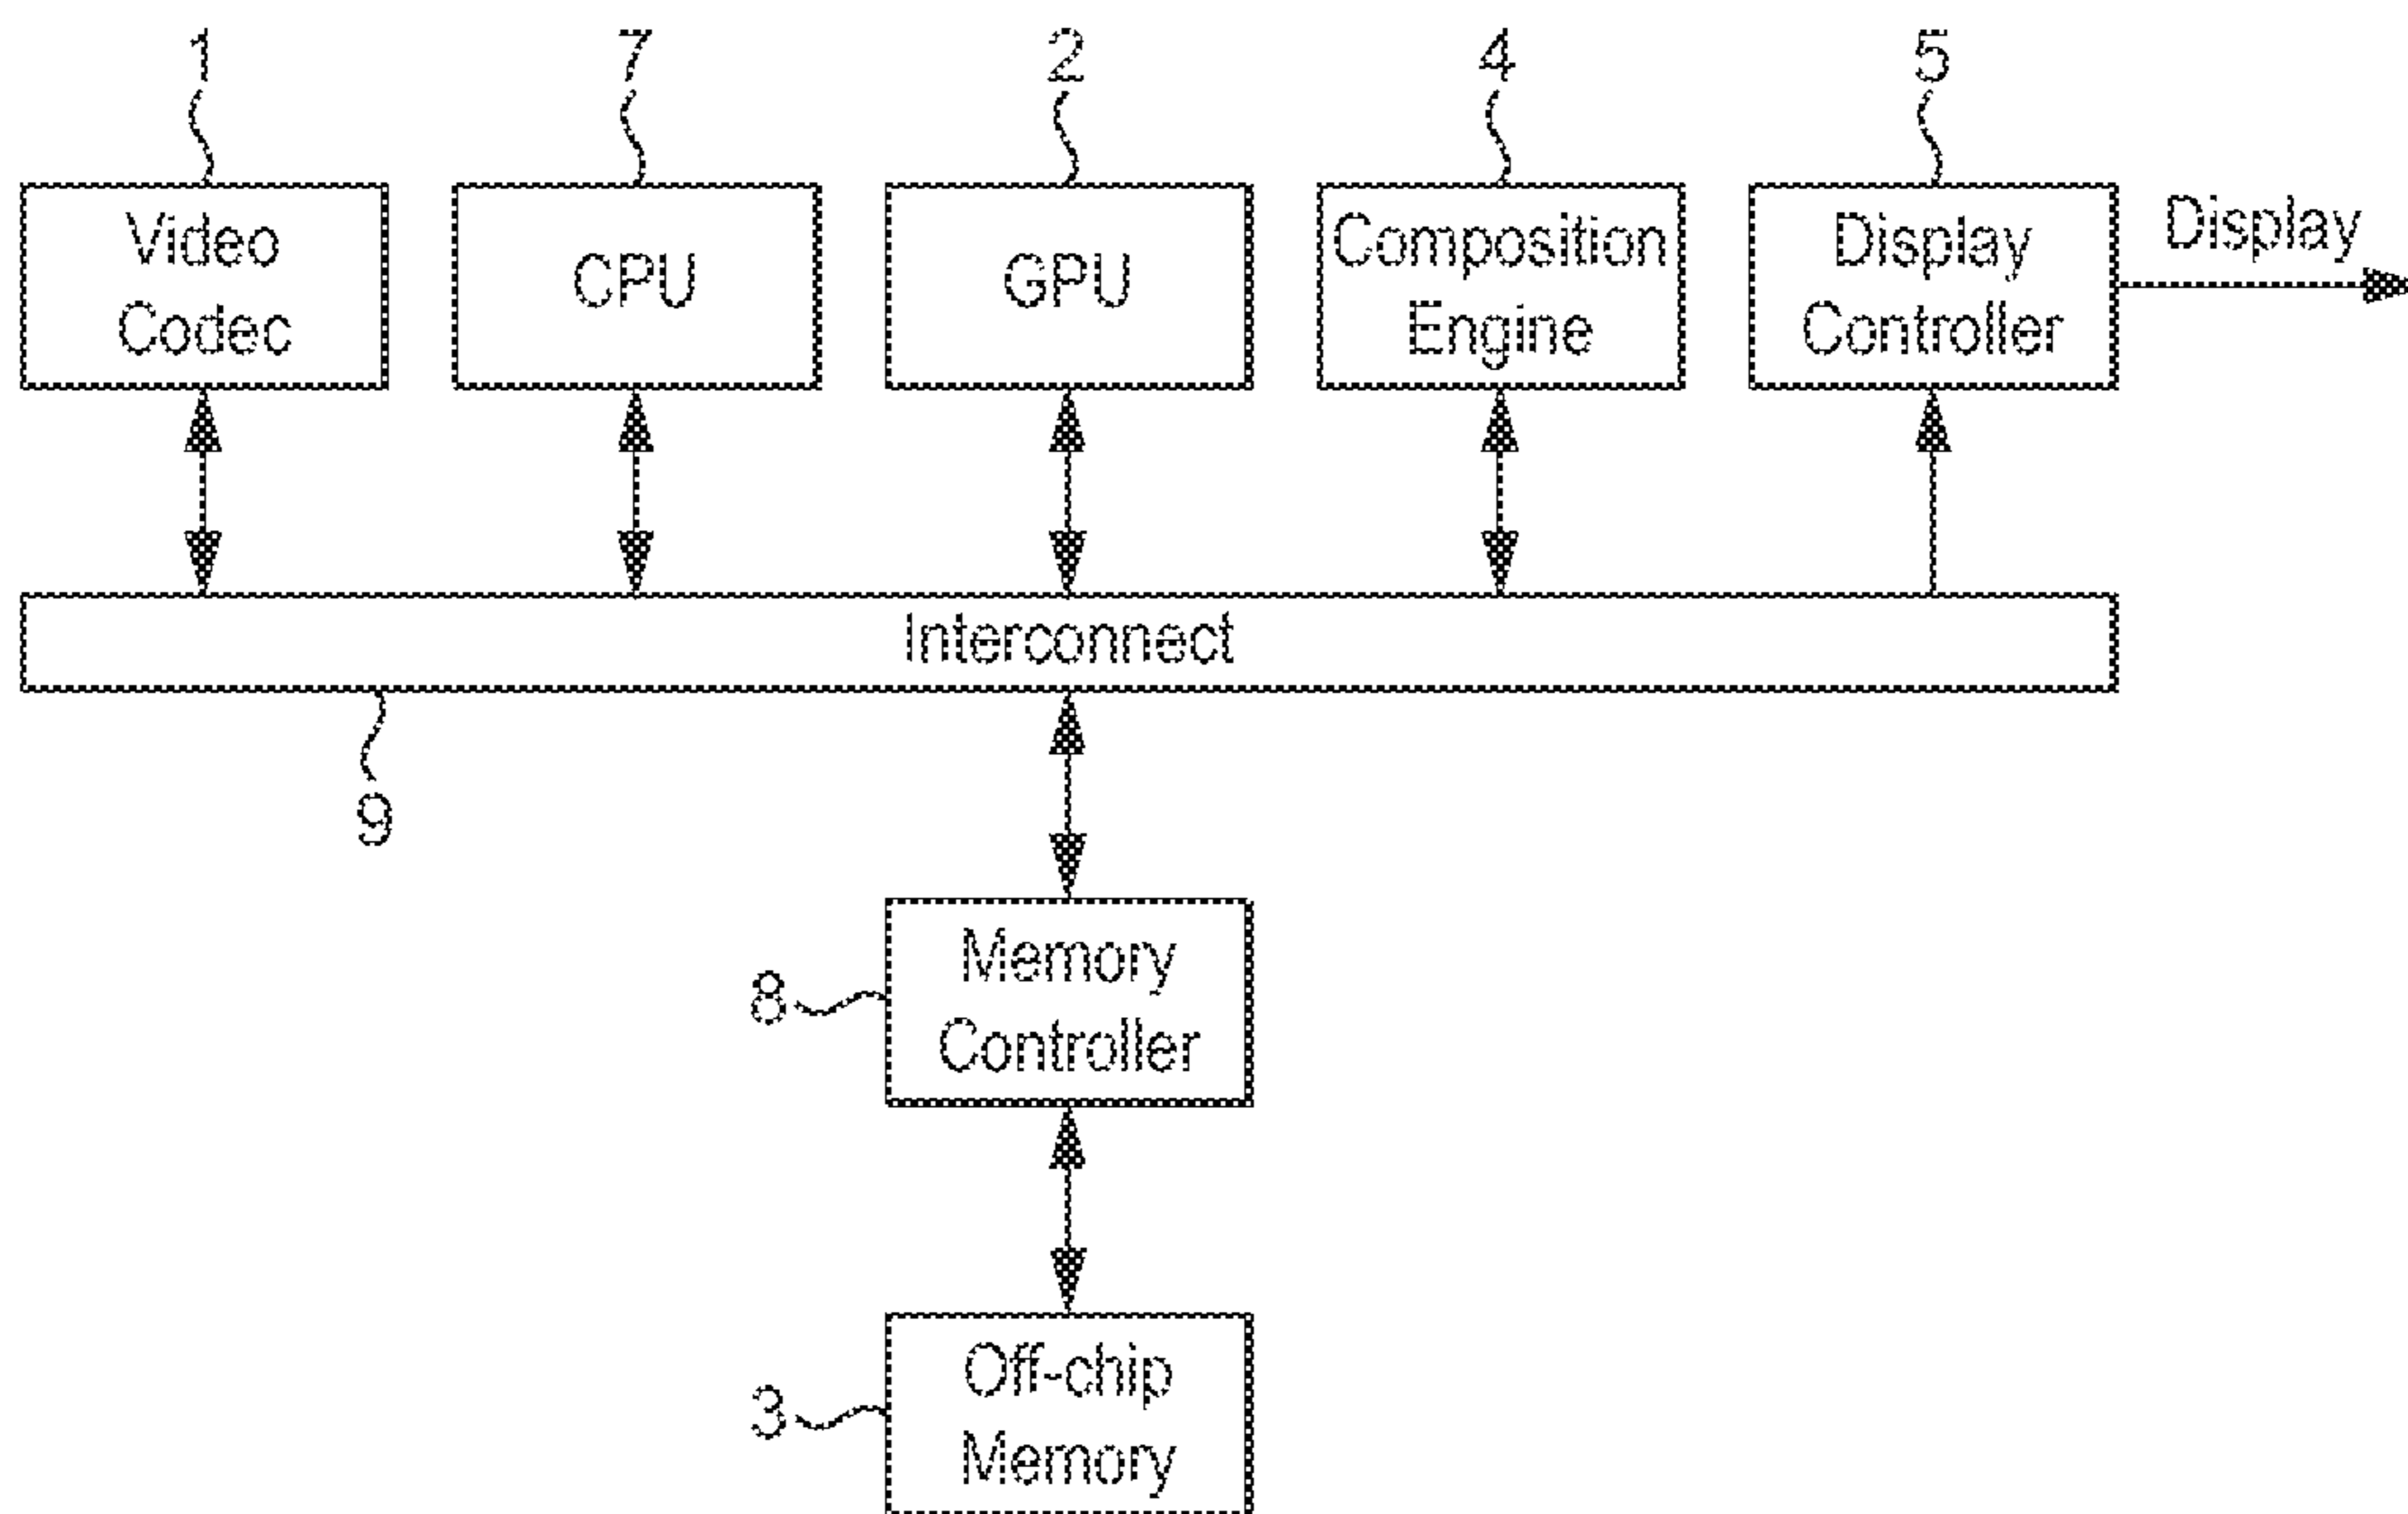 1
7
2
4
5
Video
Codec
CPU
GPU
Composition
Engine
Display
Controller
Display
Interconnect
9
8
Memory
Controller
3
Off-chip
Memory